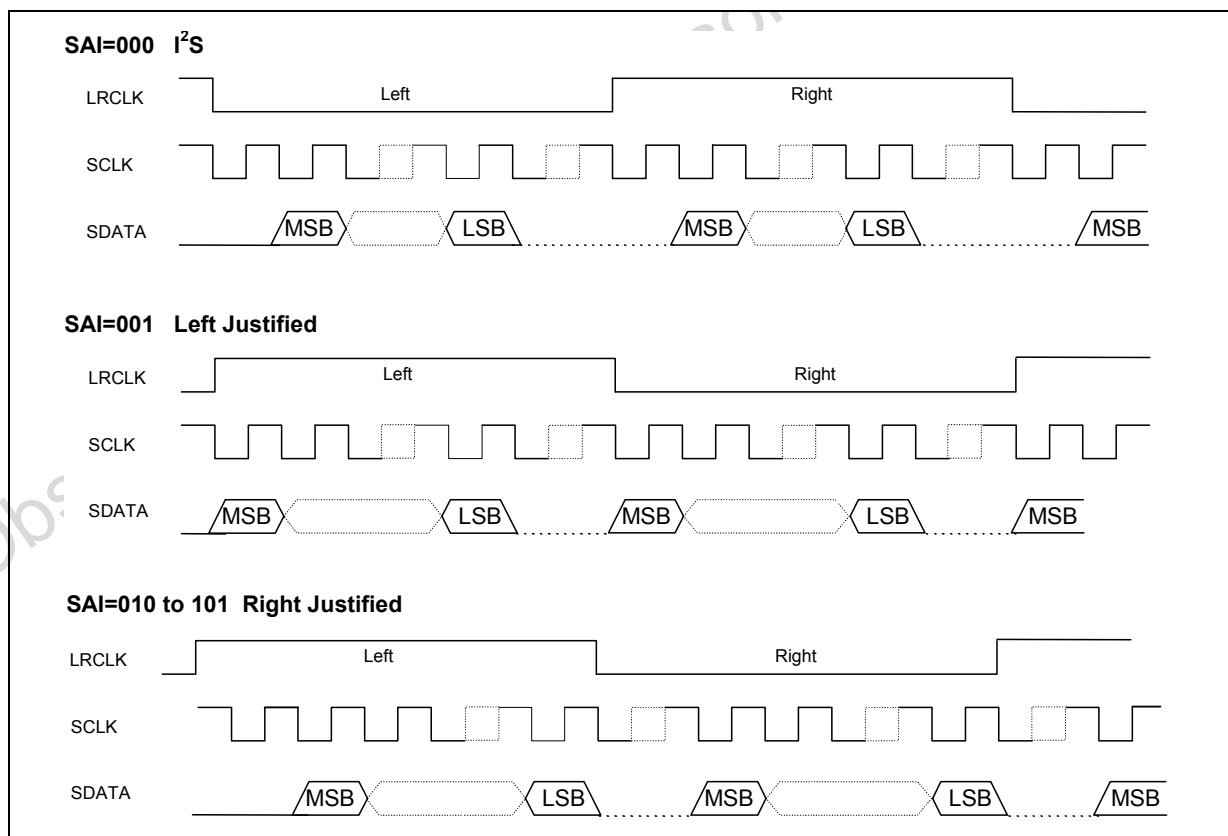 SAI=000 I²S
LRCLK Left Right
SCLK
SDATA MSB LSB MSB LSB MSB
SAI=001 Left Justified
LRCLK Left Right
SCLK
SDATA MSB LSB MSB LSB MSB
SAI=010 to 101 Right Justified
LRCLK Left Right
SCLK
SDATA MSB LSB MSB LSB MSB